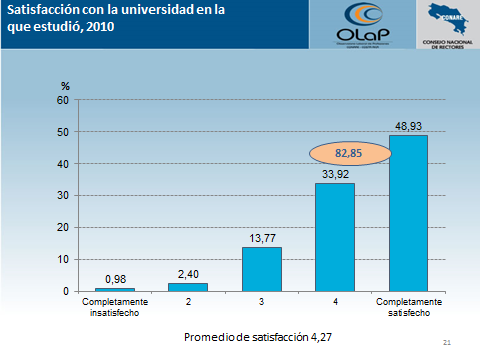 Satisfacción con la universidad en la
que estudió, 2010
OLaP
CONARE
CONSEJO NACIONAL
DE RECTORES
%
60
50
40
30
20
10
0
0,98
2,40
13,77
33,92
48,93
82,85
Completamente
insatisfecho
2
3
4
Completamente
satisfecho
Promedio de satisfacción 4,27
21